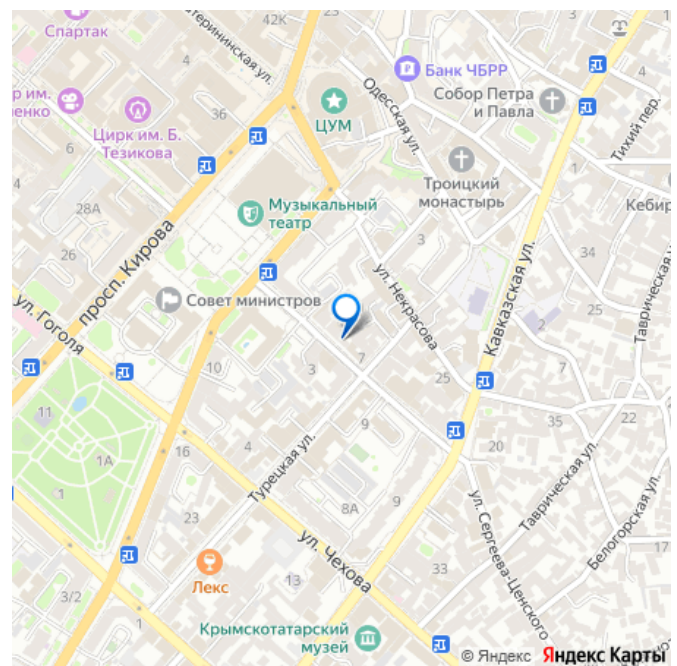 Спартак
42К
Екатерининская ул.
34
4
36
Цирк им. Б.
Тезикова
ЦУМ
Банк ЧБРР
Одесская ул.
Собор Петра
и Павла
Тихий пер.
Троицкий
монастырь
Кебир
28А
26
Музыкальный
театр
просп. Кирова
3
34
25
ул. Некрасова
Кавказская ул.
Таврическая ул.
Совет министров
ул. Гоголя
2
10
3
7
7
25
35
22
11
9
1А
16
4
20
1
Турецкая ул.
8А
9
23
ул. Чехова
ул. Сергеева-Ценского
Таврическая ул.
Белогорская ул.
17
Лекс
13
33
3/2
1
Крымскотатарский
музей
© Яндекс Яндекс Карты